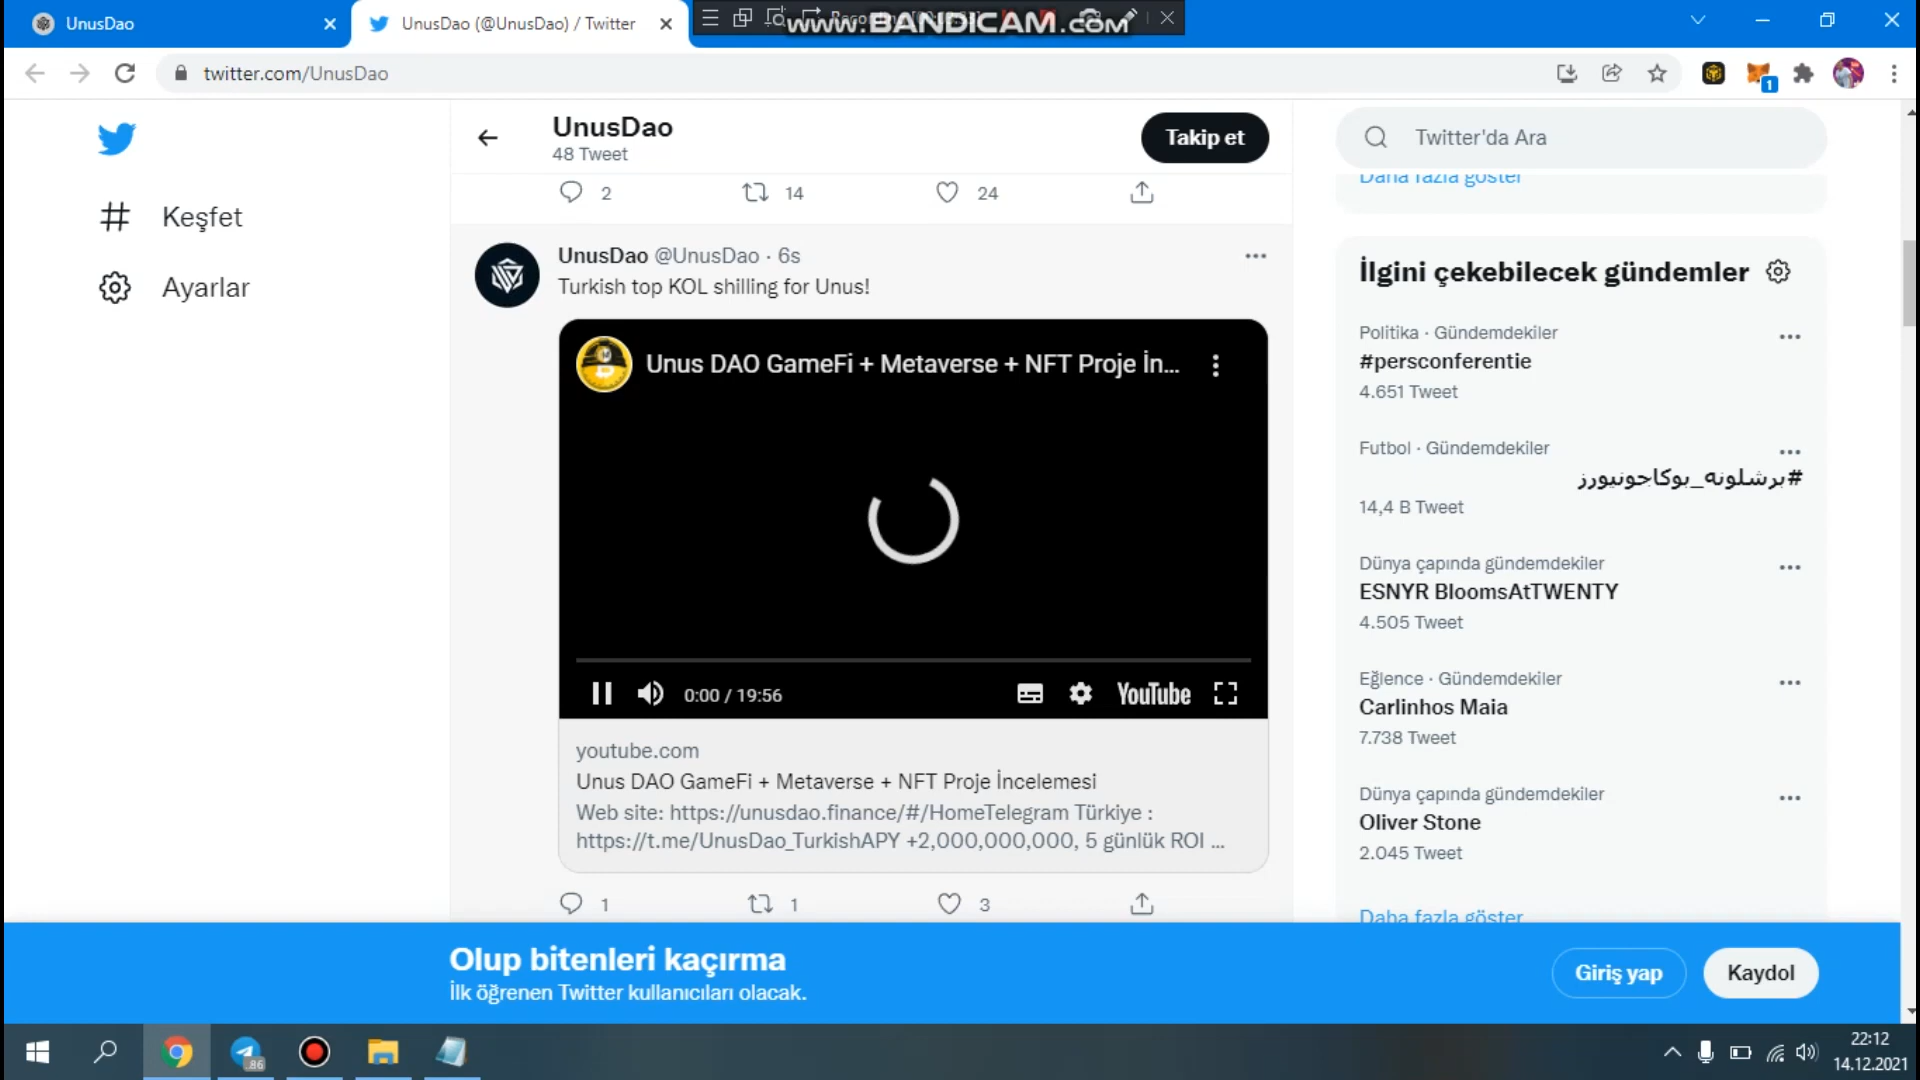 UnusDao
UnusDao (@UnusDao) / Twitter
www.BANDICAM.com
twitter.com/UnusDao
1
UnusDao
48 Tweet
Takip et
Twitter'da Ara
Daha fazla göster
2
14
24
Keşfet
Ayarlar
UnusDao @UnusDao · 6s
Turkish top KOL shilling for Unus!
Unus DAO GameFi + Metaverse + NFT Proje İn...
0:00 / 19:56
YouTube
youtube.com
Unus DAO GameFi + Metaverse + NFT Proje İncelemesi
Web site: https://unusdao.finance/#/HomeTelegram Türkiye :
https://t.me/UnusDao_TurkishAPY +2,000,000,000, 5 günlük ROI ...
1
1
3
İlgini çekebilecek gündemler
Politika · Gündemdekiler
#persconferentie
4.651 Tweet
Futbol · Gündemdekiler
#برشلونه_بوكاجونيورز
14,4 B Tweet
Dünya çapında gündemdekiler
ESNYR BloomsAtTWENTY
4.505 Tweet
Eğlence · Gündemdekiler
Carlinhos Maia
7.738 Tweet
Dünya çapında gündemdekiler
Oliver Stone
2.045 Tweet
Daha fazla göster
Olup bitenleri kaçırma
İlk öğrenen Twitter kullanıcıları olacak.
Giriş yap
Kaydol
86
22:12
14.12.2021